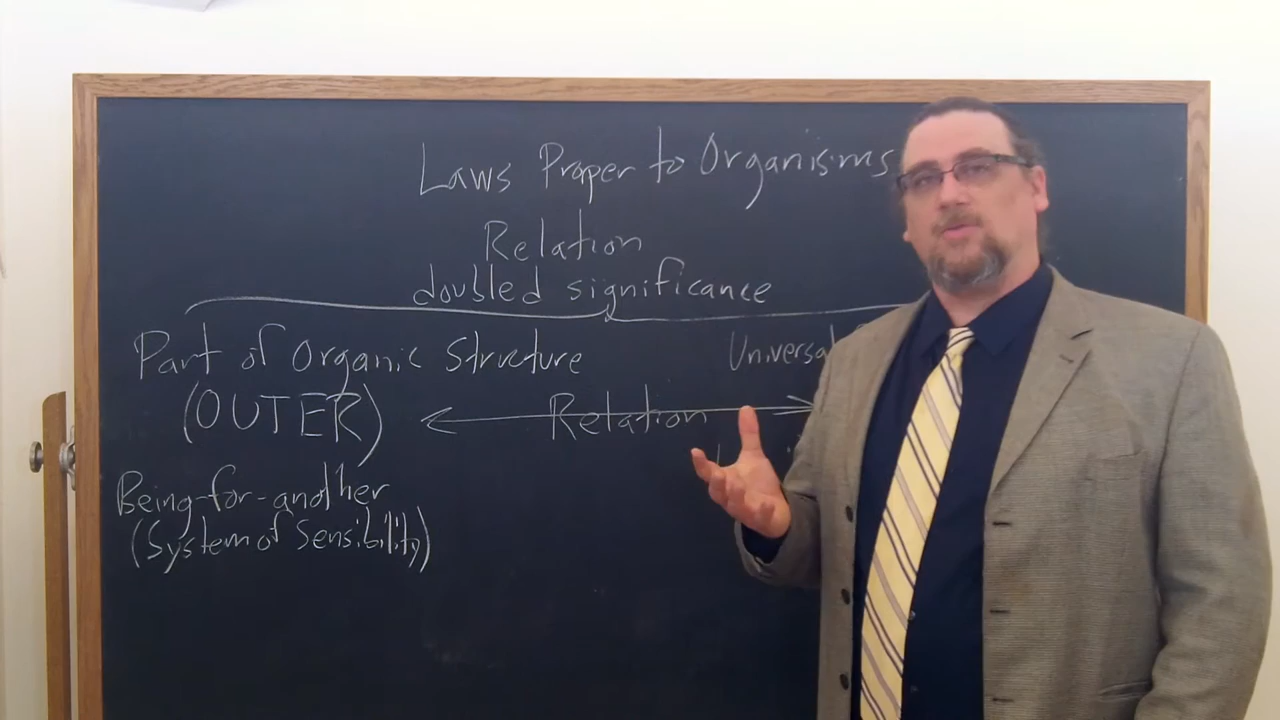 Laws Proper to Organisms
Relation
doubled significance
Part of Organic Structure
Universal
(OUTER)
Relation
Being-for-another
(System of Sensibility)